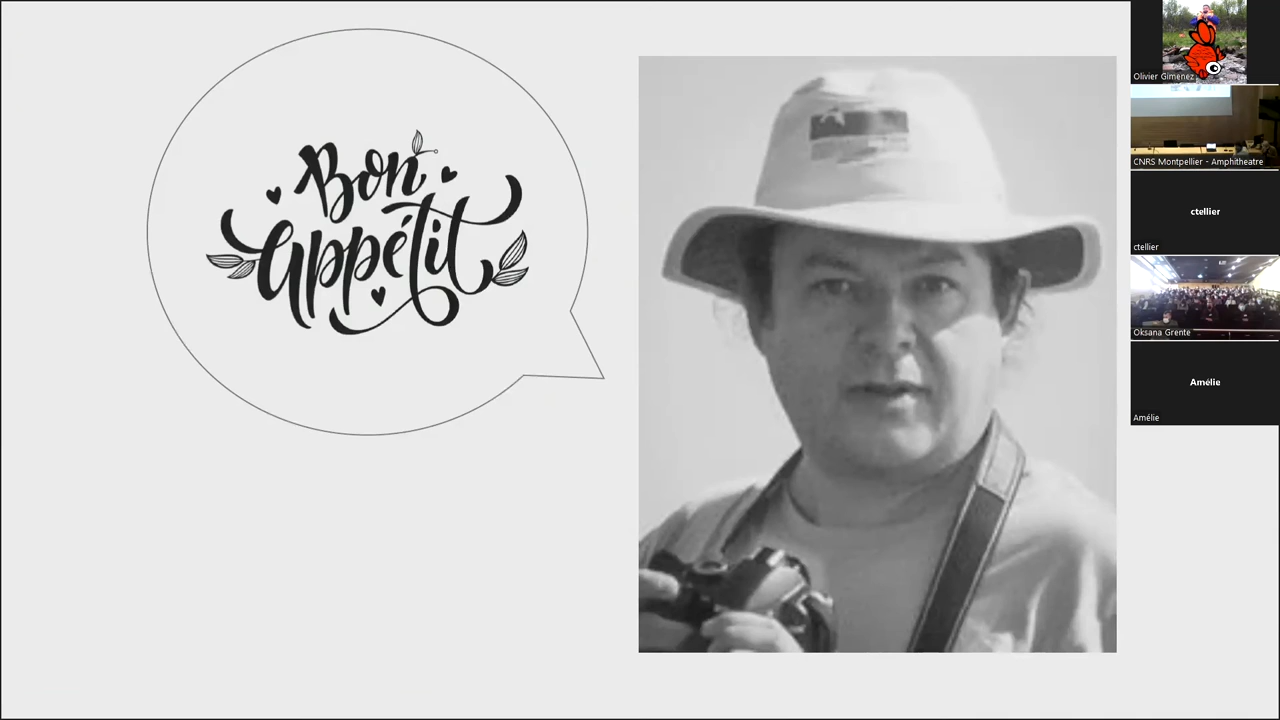 Bon
Appétit
Olivier Gimenez
CNRS Montpellier - Amphitheatre
ctellier
ctellier
Oksana Grente
Amélie
Amélie